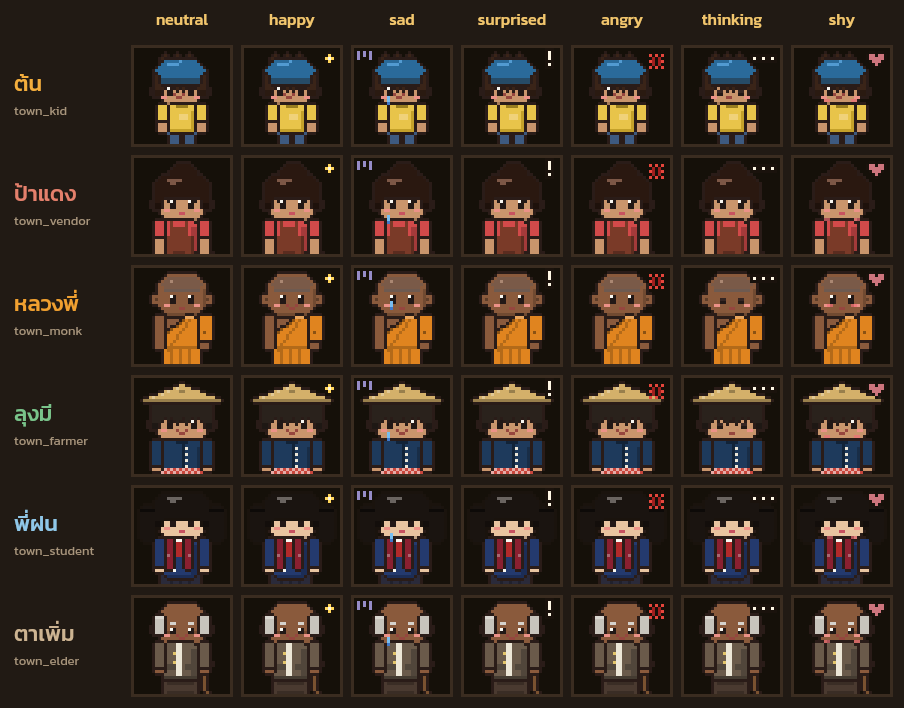 neutral happy sad surprised angry thinking shy
ต้น
town_kid
ป้าแดง
town_vendor
หลวงพี่
town_monk
ลุงมี
town_farmer
พี่ฝน
town_student
ตาเพิ่ม
town_elder